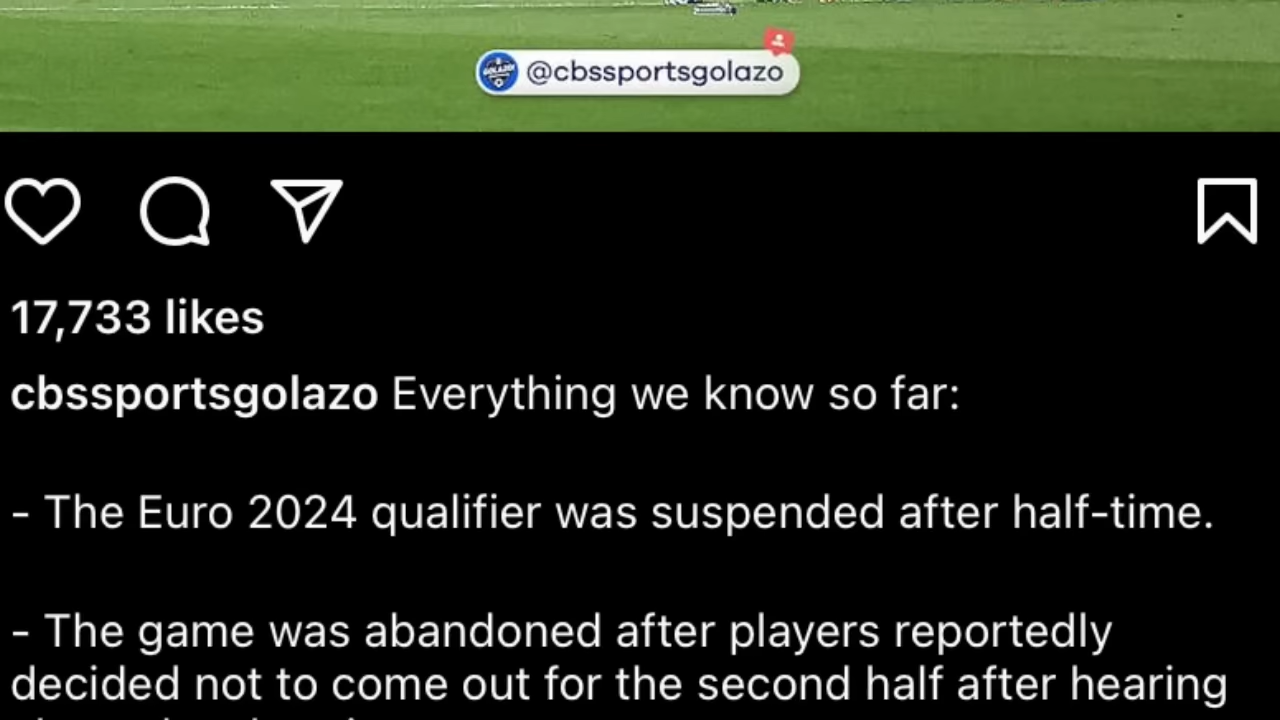 GOLAZO
@cbssportsgolazo
17,733 likes
cbssportsgolazo Everything we know so far:
- The Euro 2024 qualifier was suspended after half-time.
- The game was abandoned after players reportedly
decided not to come out for the second half after hearing